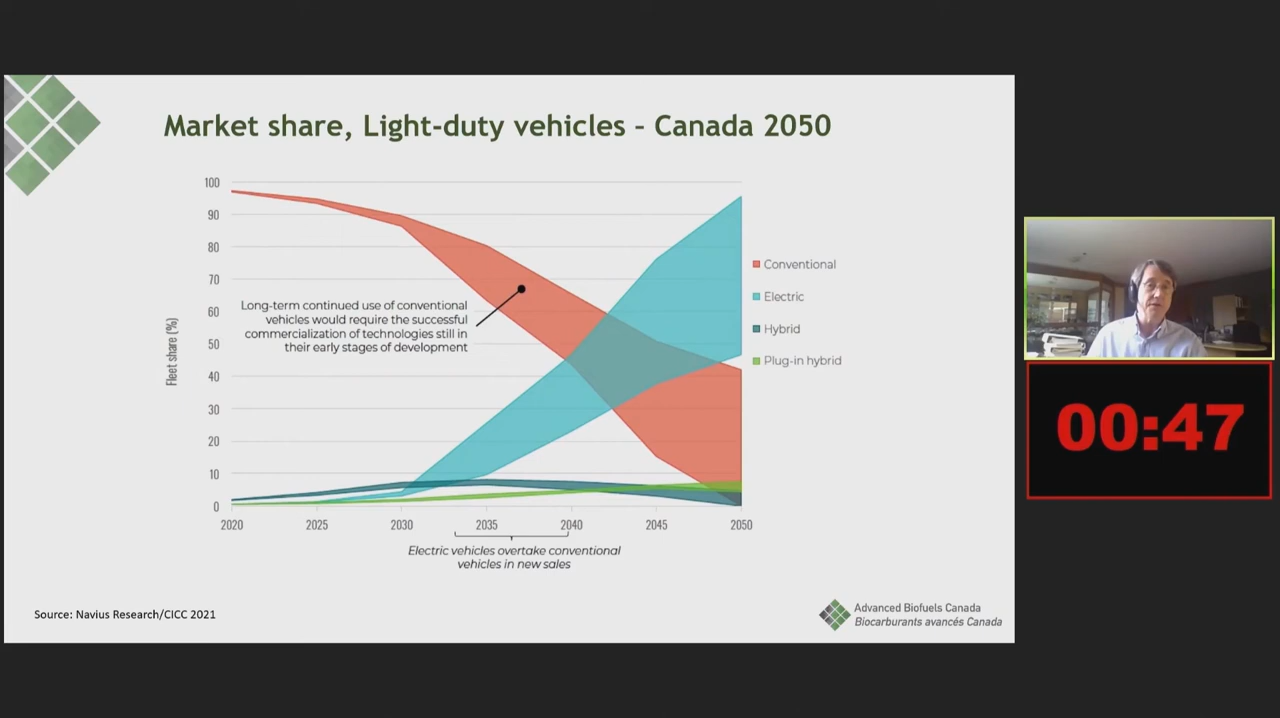 Market share, Light-duty vehicles – Canada 2050
100
90
80
70
60
50
40
30
20
10
0
Fleet share (%)
Long-term continued use of conventional
vehicles would require the successful
commercialization of technologies still in
their early stages of development
Conventional
Electric
Hybrid
Plug-in hybrid
2020
2025
2030
2035
2040
2045
2050
Electric vehicles overtake conventional
vehicles in new sales
Source: Navius Research/CICC 2021
Advanced Biofuels Canada
Biocarburants avancés Canada
00:47